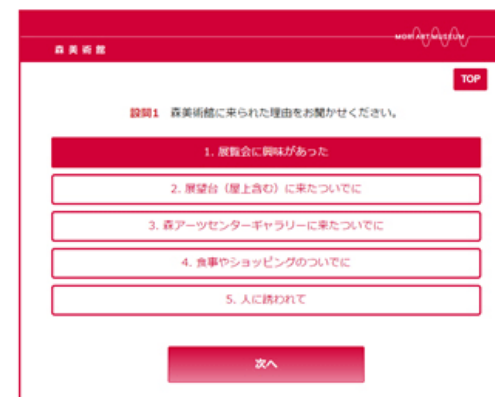 MORI ART MUSEUM
森美術館
TOP
設問1 森美術館に来られた理由をお聞かせください。
1. 展覧会に興味があった
2. 展望台（屋上含む）に来たついでに
3. 森アーツセンターギャラリーに来たついでに
4. 食事やショッピングのついでに
5. 人に誘われて
次へ